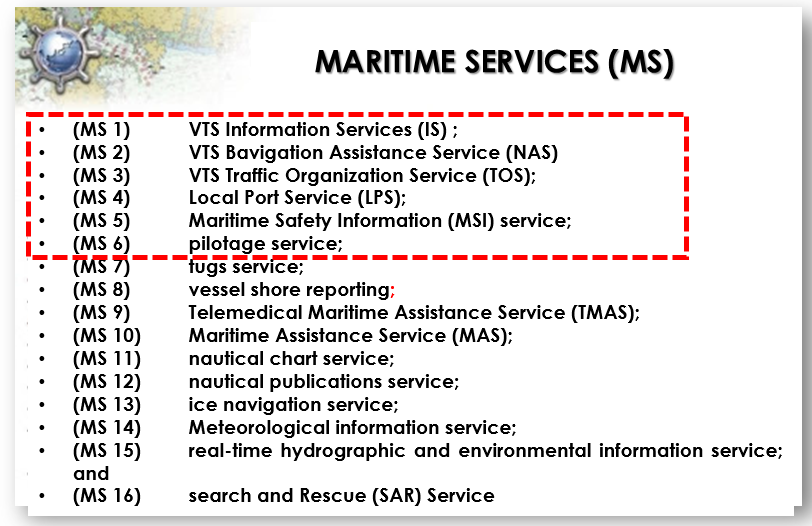 MARITIME SERVICES (MS)
• (MS 1) VTS Information Services (IS) ;
• (MS 2) VTS Bavigation Assistance Service (NAS)
• (MS 3) VTS Traffic Organization Service (TOS);
• (MS 4) Local Port Service (LPS);
• (MS 5) Maritime Safety Information (MSI) service;
• (MS 6) pilotage service;
• (MS 7) tugs service;
• (MS 8) vessel shore reporting;
• (MS 9) Telemedical Maritime Assistance Service (TMAS);
• (MS 10) Maritime Assistance Service (MAS);
• (MS 11) nautical chart service;
• (MS 12) nautical publications service;
• (MS 13) ice navigation service;
• (MS 14) Meteorological information service;
• (MS 15) real-time hydrographic and environmental information service;
and
• (MS 16) search and Rescue (SAR) Service